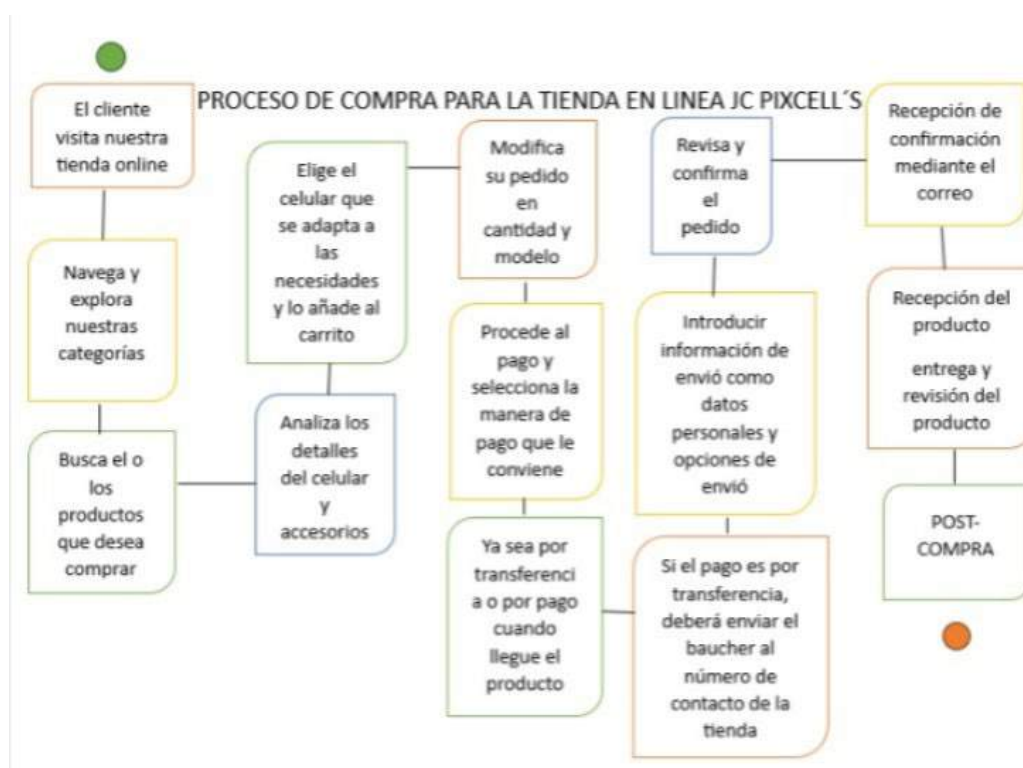 PROCESO DE COMPRA PARA LA TIENDA EN LINEA JC PIXCELL´S
El cliente
visita nuestra
tienda online
Navega y
explora
nuestras
categorías
Busca el o
los
productos
que desea
comprar
Analiza los
detalles
del celular
y
accesorios
Elige el
celular que
se adapta a
las
necesidades
y lo añade al
carrito
Modifica
su pedido
en
cantidad y
modelo
Procede al
pago y
selecciona la
manera de
pago que le
conviene
Ya sea por
transferenci
a o por pago
cuando
llegue el
producto
Si el pago es por
transferencia,
deberá enviar el
baucher al
número de
contacto de la
tienda
Introducir
información de
envió como
datos
personales y
opciones de
envió
Revisa y
confirma
el
pedido
Recepción de
confirmación
mediante el
correo
Recepción del
producto
entrega y
revisión del
producto
POST-
COMPRA